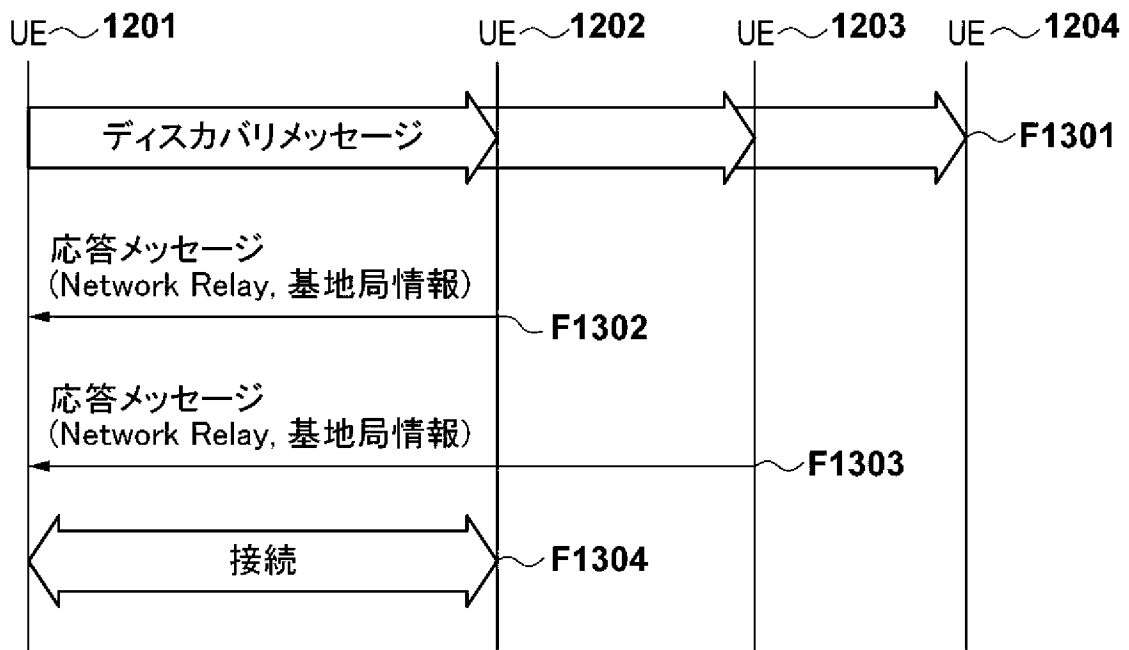 UE 1201 UE 1202 UE 1203 UE 1204
ディスカバリメッセージ F1301
応答メッセージ
(Network Relay, 基地局情報)
F1302
応答メッセージ
(Network Relay, 基地局情報)
F1303
接続 F1304